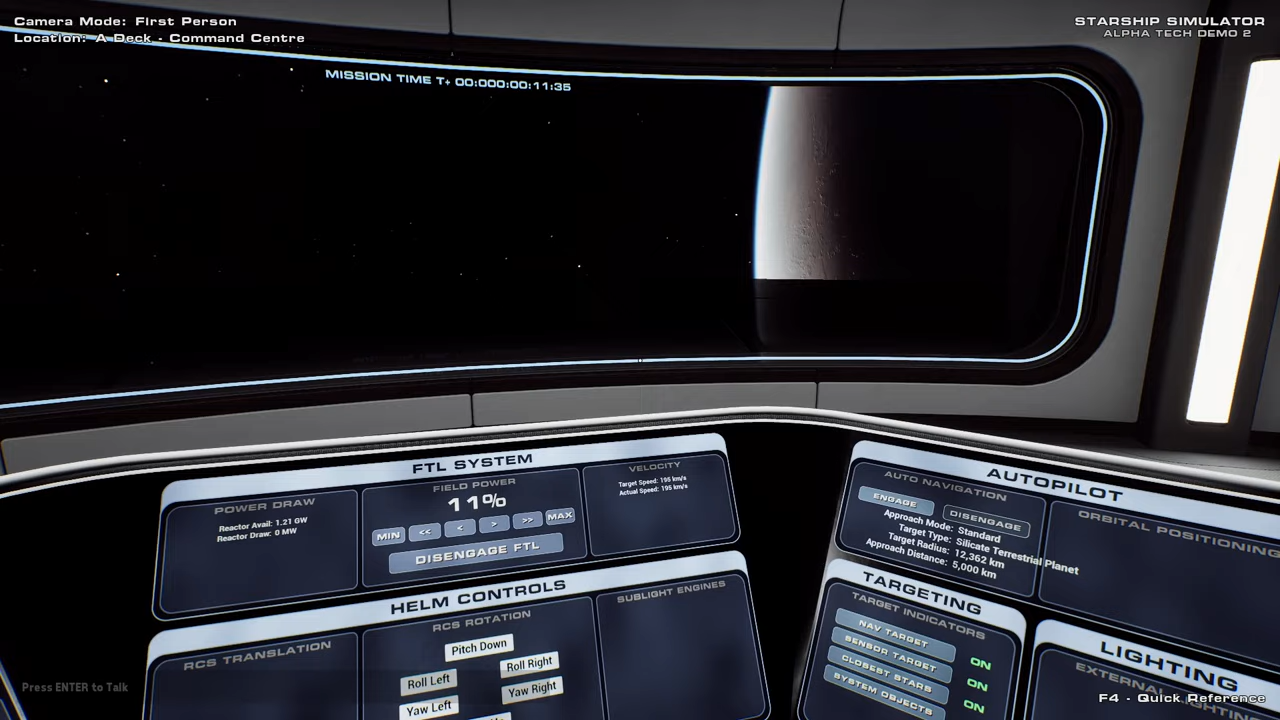 Camera Mode: First Person
Location: A Deck - Command Centre
STARSHIP SIMULATOR
ALPHA TECH DEMO 2
MISSION TIME T+ 00:000:00:11:35
FTL SYSTEM
POWER DRAW
Reactor Avail: 1.21 GW
Reactor Draw: 0 MW
FIELD POWER
11%
MIN << < > >> MAX
DISENGAGE FTL
VELOCITY
Target Speed: 195 km/s
Actual Speed: 195 km/s
AUTOPILOT
AUTO NAVIGATION
ENGAGE DISENGAGE
Approach Mode: Standard
Target Type: Silicate Terrestrial Planet
Target Radius: 12,362 km
Approach Distance: 5,000 km
ORBITAL POSITIONING
HELM CONTROLS
RCS TRANSLATION
RCS ROTATION
Pitch Down
Roll Left
Roll Right
Yaw Left
Yaw Right
SUBLIGHT ENGINES
TARGETING
TARGET INDICATORS
NAV TARGET ON
SENSOR TARGET ON
CLOSEST STARS ON
SYSTEM OBJECTS
LIGHTING
EXTERNAL LIGHTING
Press ENTER to Talk
F4 - Quick Reference